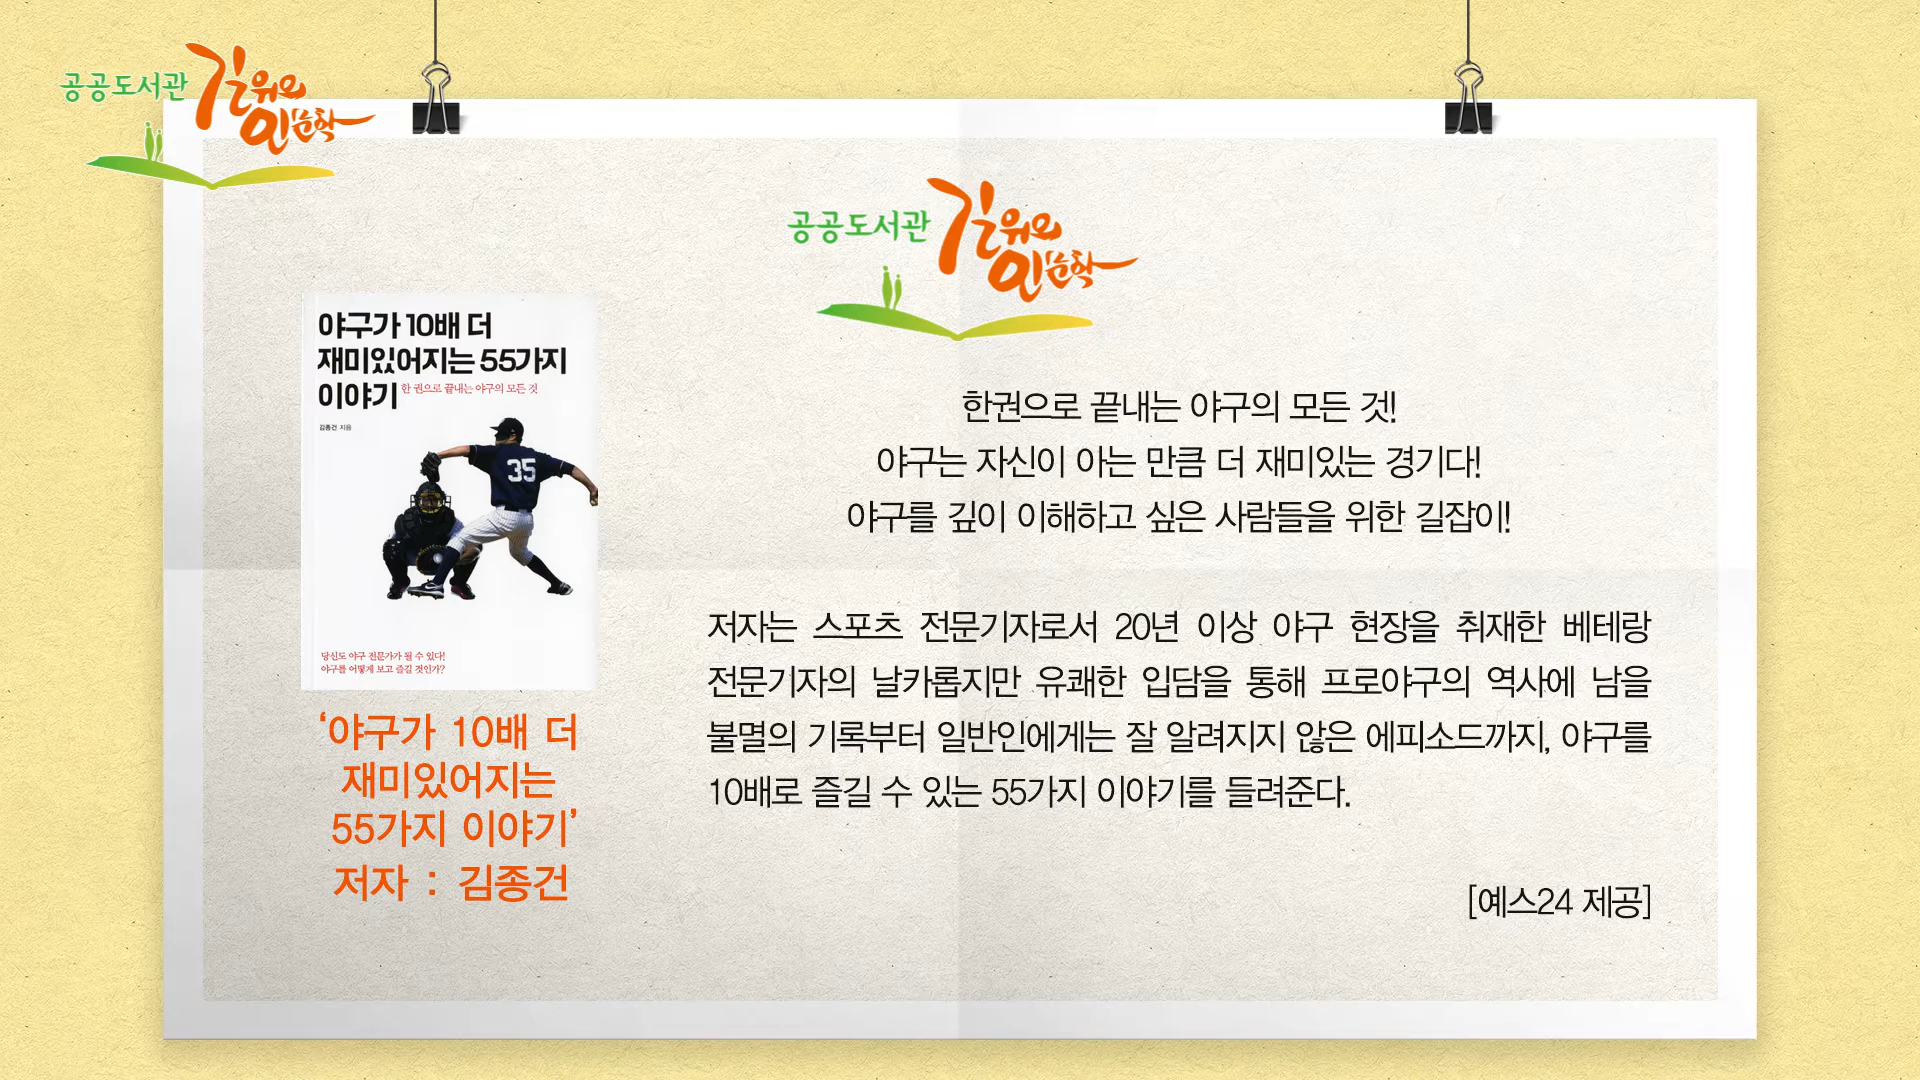 공공도서관 길위의 인문학
공공도서관 길위의 인문학
야구가 10배 더
재미있어지는 55가지
이야기 한 권으로 끝내는 야구의 모든 것
김종건 지음
35
당신도 야구 전문가가 될 수 있다!
야구를 어떻게 보고 즐길 것인가?
‘야구가 10배 더
재미있어지는
55가지 이야기’
저자 : 김종건
한권으로 끝내는 야구의 모든 것!
야구는 자신이 아는 만큼 더 재미있는 경기다!
야구를 깊이 이해하고 싶은 사람들을 위한 길잡이!
저자는 스포츠 전문기자로서 20년 이상 야구 현장을 취재한 베테랑
전문기자의 날카롭지만 유쾌한 입담을 통해 프로야구의 역사에 남을
불멸의 기록부터 일반인에게는 잘 알려지지 않은 에피소드까지, 야구를
10배로 즐길 수 있는 55가지 이야기를 들려준다.
[예스24 제공]